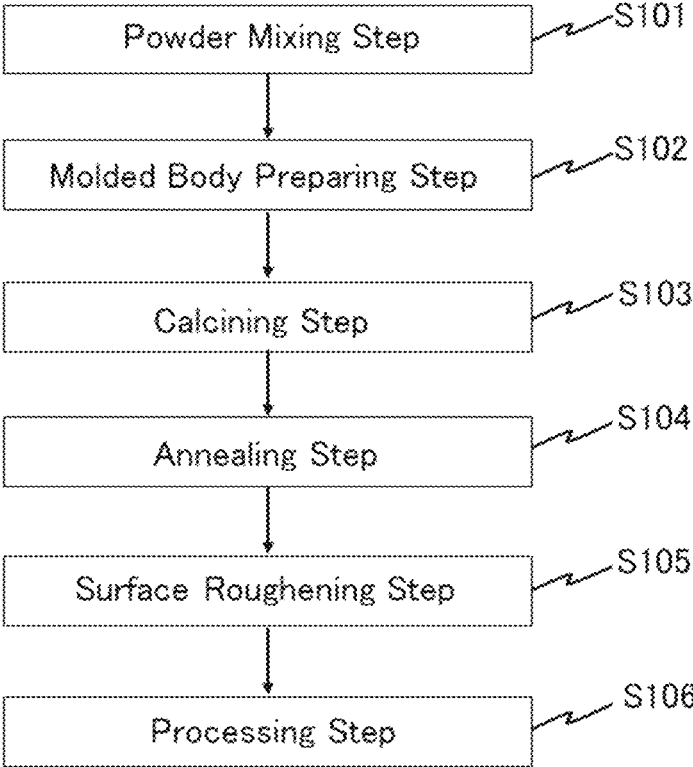 Powder Mixing Step
S101
Molded Body Preparing Step
S102
Calcining Step
S103
Annealing Step
S104
Surface Roughening Step
S105
Processing Step
S106